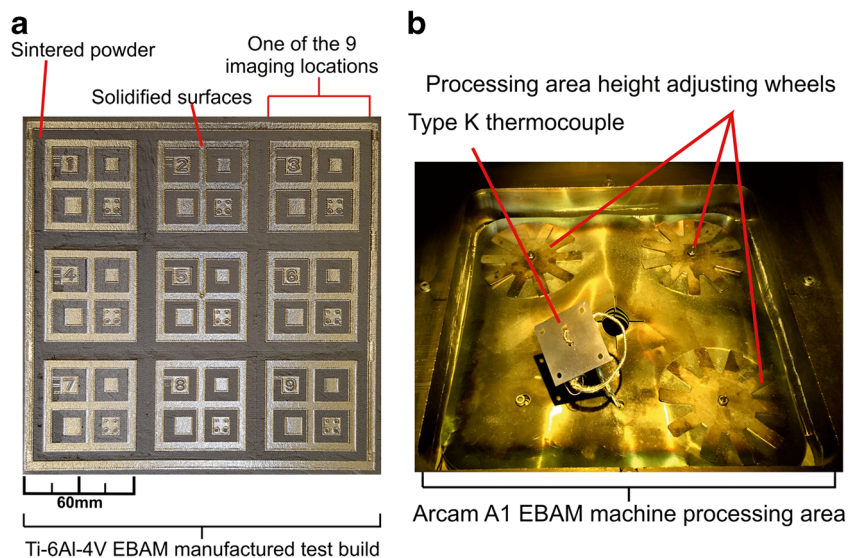 a
Sintered powder
One of the 9
imaging locations
Solidified surfaces
1
2
3
4
5
6
7
8
9
60mm
Ti-6Al-4V EBAM manufactured test build
b
Processing area height adjusting wheels
Type K thermocouple
Arcam A1 EBAM machine processing area